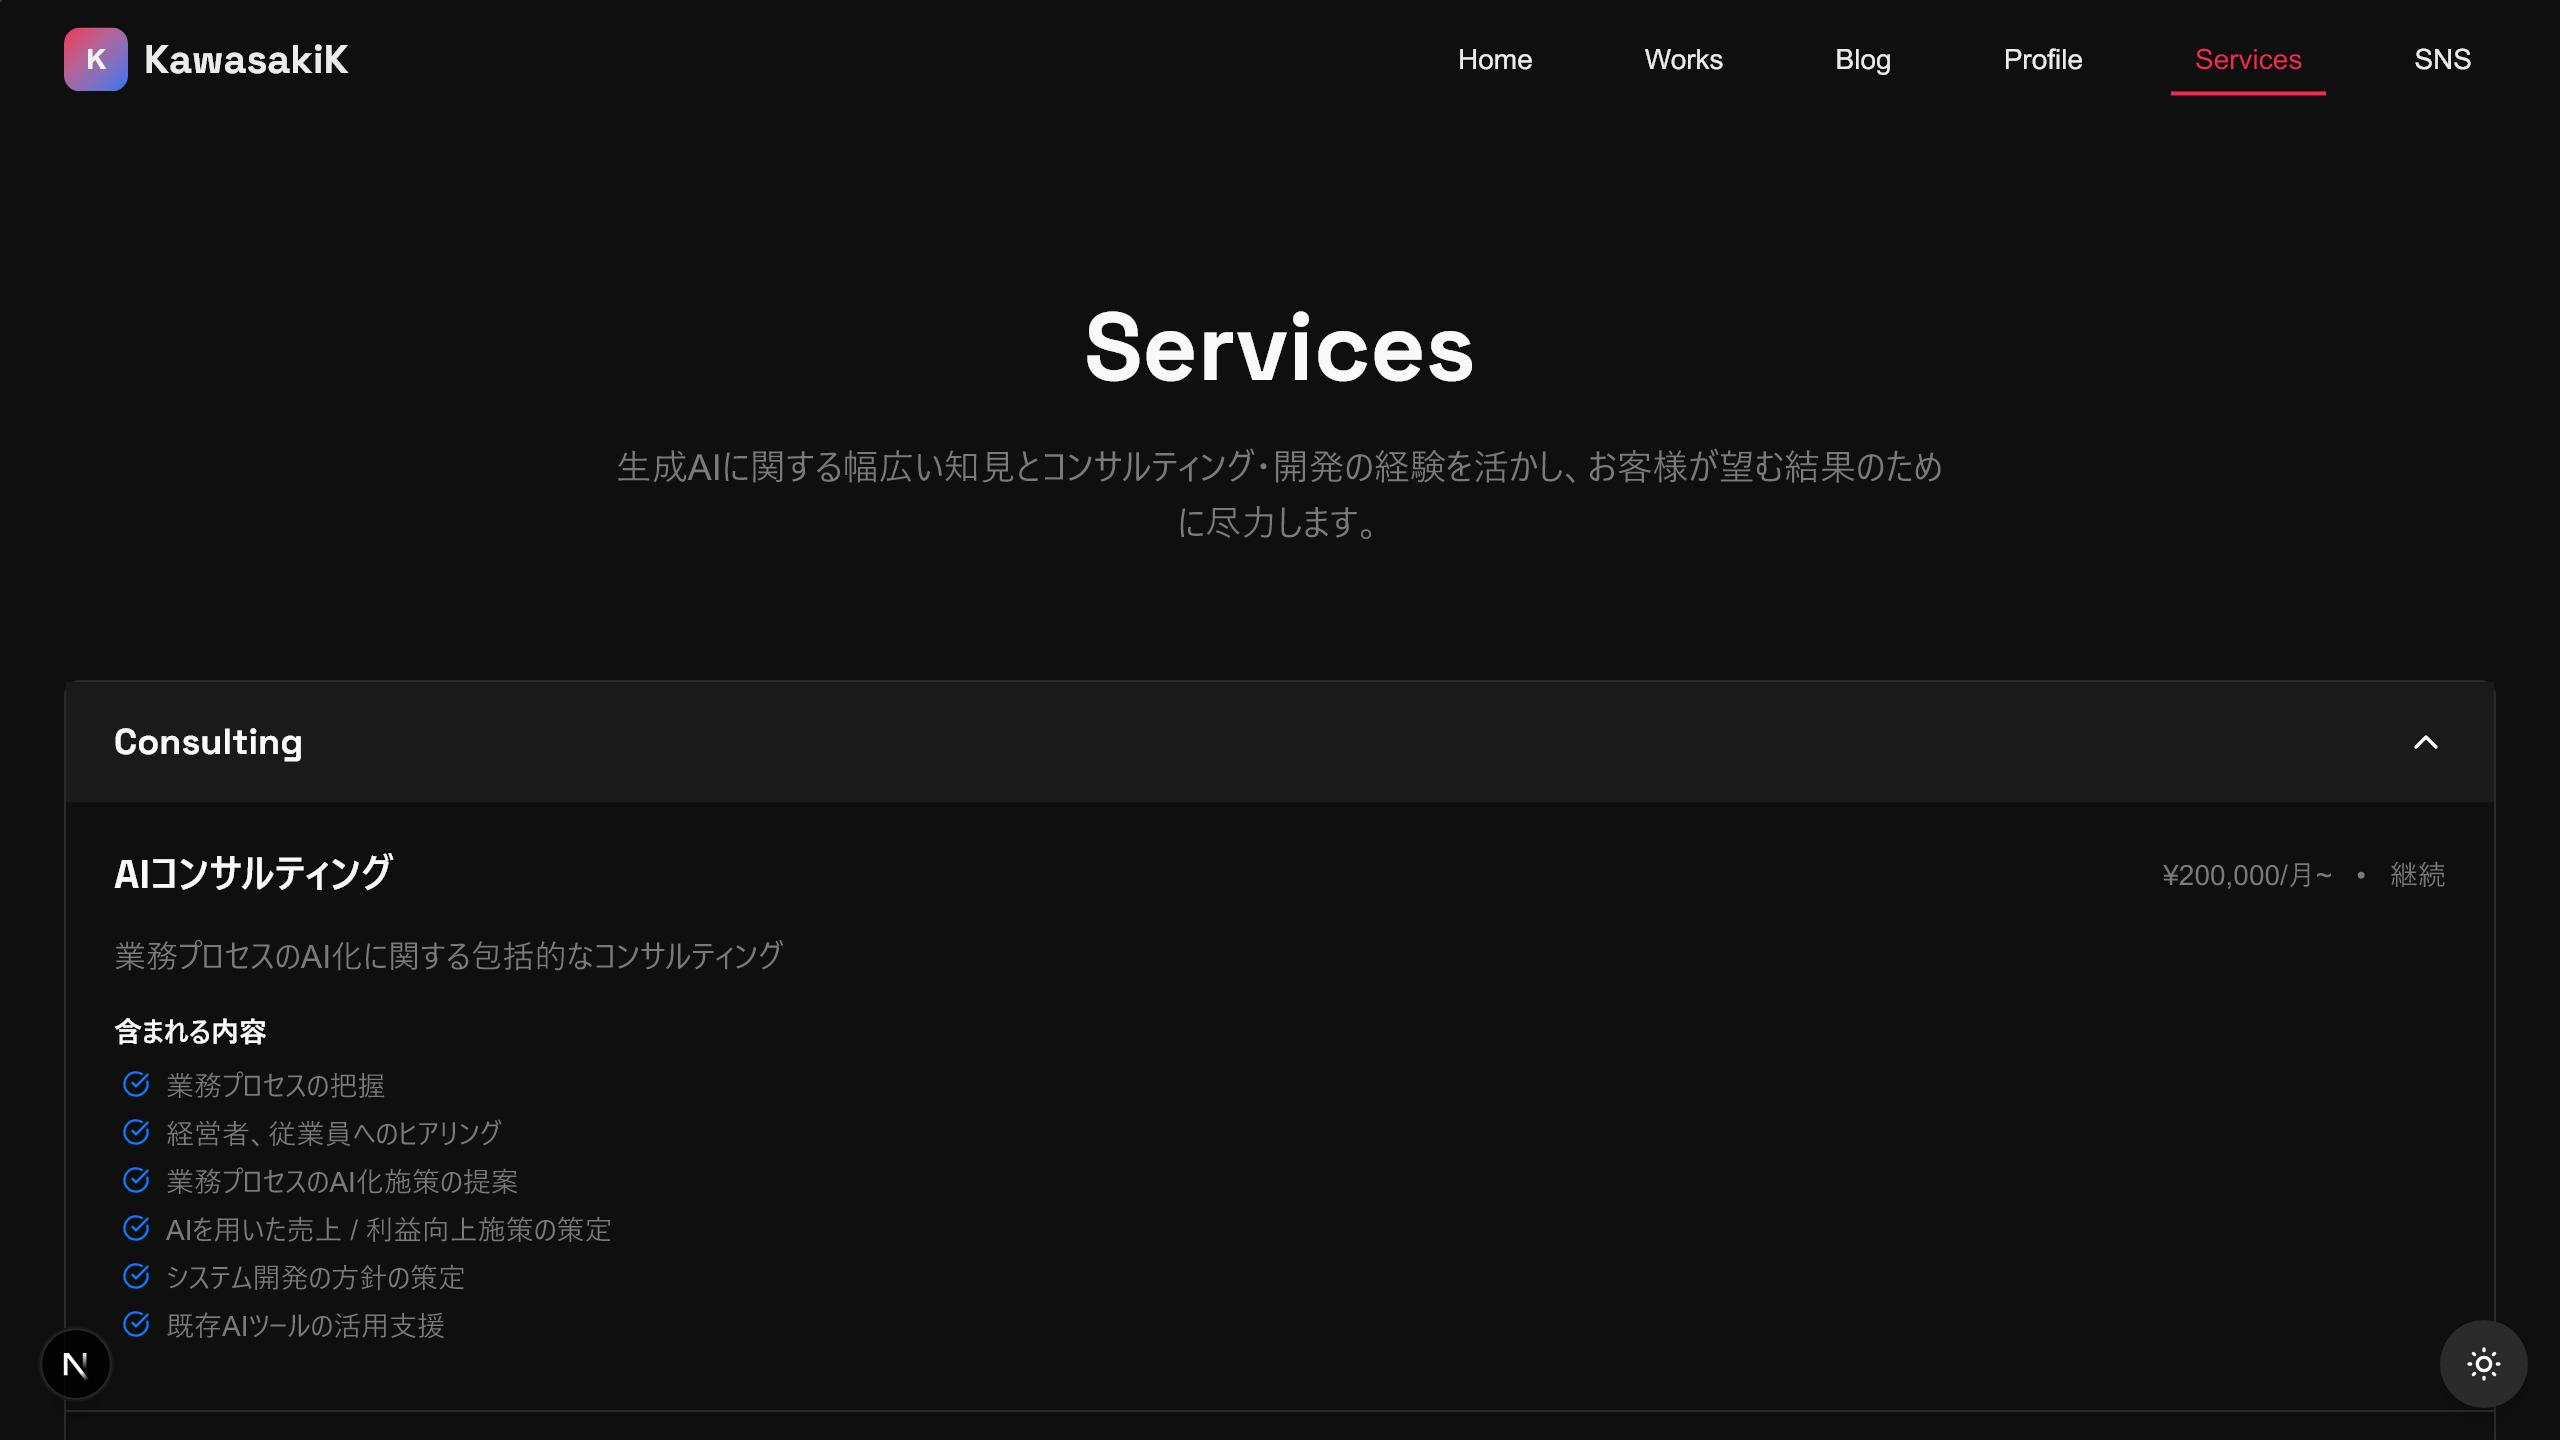 K KawasakiK
Home Works Blog Profile Services SNS
Services
生成AIに関する幅広い知見とコンサルティング・開発の経験を活かし、お客様が望む結果のため
に尽力します。
Consulting
AIコンサルティング
¥200,000/月~ • 継続
業務プロセスのAI化に関する包括的なコンサルティング
含まれる内容
業務プロセスの把握
経営者、従業員へのヒアリング
業務プロセスのAI化施策の提案
AIを用いた売上 / 利益向上施策の策定
システム開発の方針の策定
既存AIツールの活用支援
N